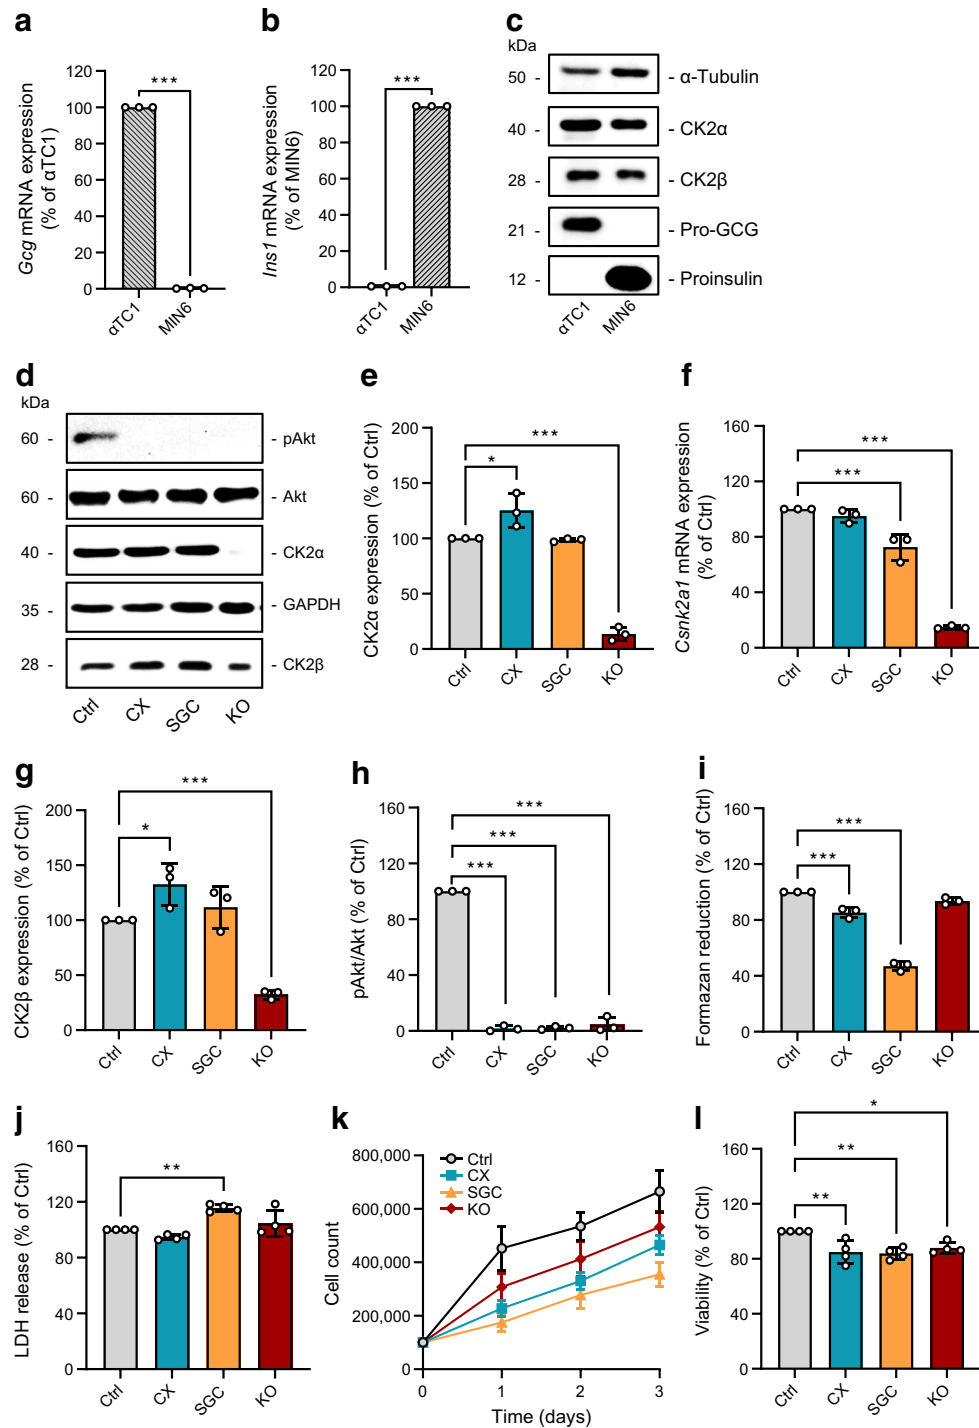 a
Gcg mRNA expression
(% of αTC1)
120
100
80
60
40
20
0
***
αTC1
MIN6
b
Ins1 mRNA expression
(% of MIN6)
120
100
80
60
40
20
0
***
αTC1
MIN6
c
kDa
50 - - α-Tubulin
40 - - CK2α
28 - - CK2β
21 - - Pro-GCG
12 - - Proinsulin
αTC1
MIN6
d
kDa
60 - - pAkt
60 - - Akt
40 - - CK2α
35 - - GAPDH
28 - - CK2β
Ctrl
CX
SGC
KO
e
CK2α expression (% of Ctrl)
200
150
100
50
0
***
*
Ctrl
CX
SGC
KO
f
Csnk2a1 mRNA expression
(% of Ctrl)
160
120
80
40
0
***
***
Ctrl
CX
SGC
KO
g
CK2β expression (% of Ctrl)
200
150
100
50
0
***
*
Ctrl
CX
SGC
KO
h
pAkt/Akt (% of Ctrl)
160
120
80
40
0
***
***
***
Ctrl
CX
SGC
KO
i
Formazan reduction (% of Ctrl)
160
120
80
40
0
***
***
Ctrl
CX
SGC
KO
j
LDH release (% of Ctrl)
160
120
80
40
0
**
Ctrl
CX
SGC
KO
k
Cell count
800,000
600,000
400,000
200,000
0
Ctrl
CX
SGC
KO
0
1
2
3
Time (days)
l
Viability (% of Ctrl)
160
120
80
40
0
*
**
**
Ctrl
CX
SGC
KO